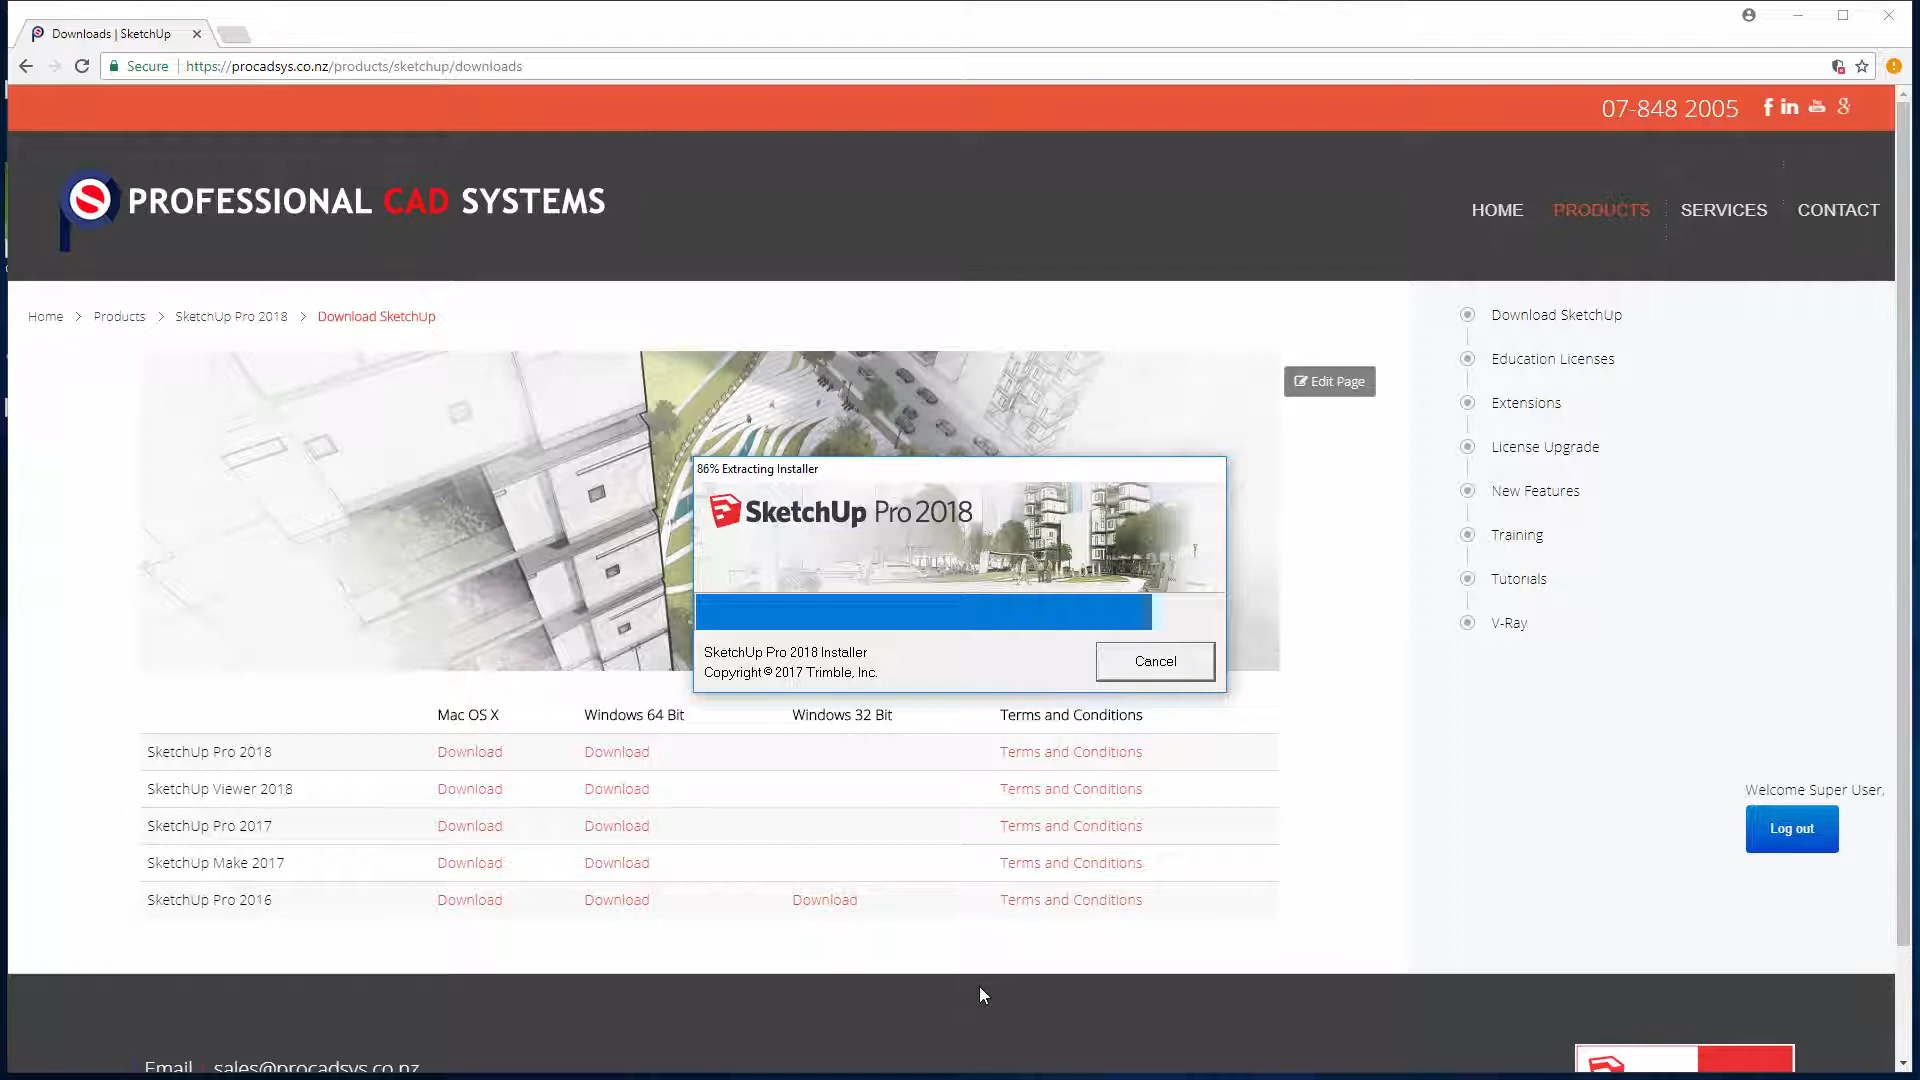 Downloads | SketchUp
Secure
https://procadsys.co.nz/products/sketchup/downloads
07-848 2005
PROFESSIONAL CAD SYSTEMS
HOME
PRODUCTS
SERVICES
CONTACT
Home
Products
SketchUp Pro 2018
Download SketchUp
Edit Page
Download SketchUp
Education Licenses
Extensions
License Upgrade
New Features
Training
Tutorials
V-Ray
86% Extracting Installer
SketchUp Pro 2018
SketchUp Pro 2018 Installer
Copyright © 2017 Trimble, Inc.
Cancel
Mac OS X Windows 64 Bit Windows 32 Bit Terms and Conditions
SketchUp Pro 2018 Download Download Terms and Conditions
SketchUp Viewer 2018 Download Download Terms and Conditions
SketchUp Pro 2017 Download Download Terms and Conditions
SketchUp Make 2017 Download Download Terms and Conditions
SketchUp Pro 2016 Download Download Download Terms and Conditions
Welcome Super User,
Log out
Email sales@procadsys.co.nz